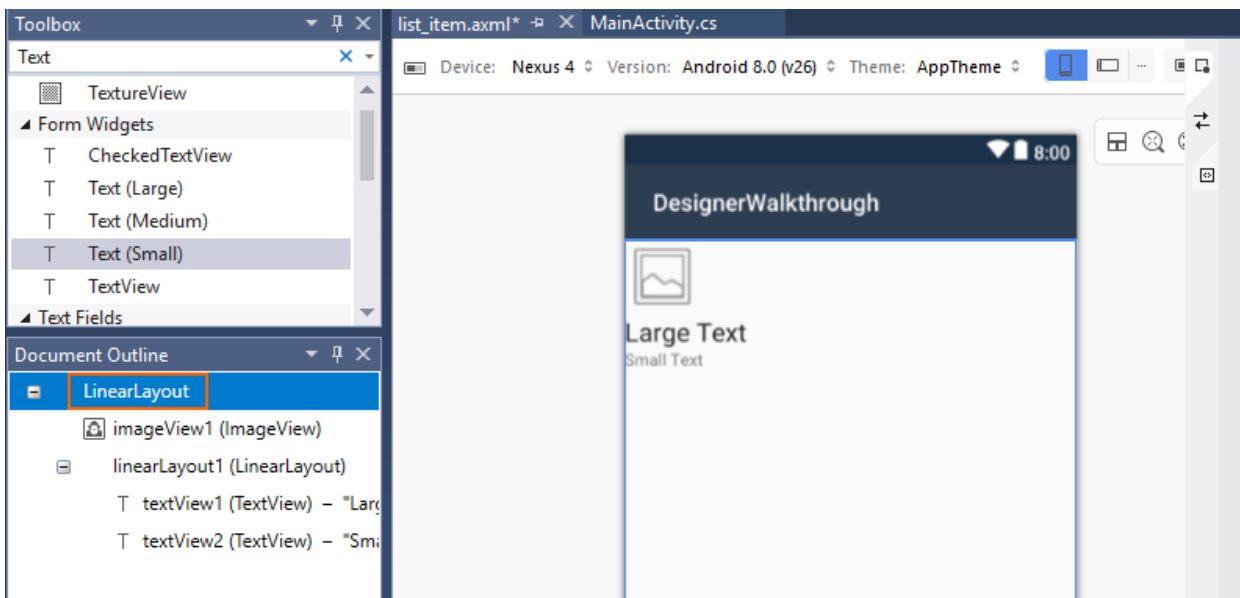 Toolbox
Text
TextureView
Form Widgets
CheckedTextView
Text (Large)
Text (Medium)
Text (Small)
TextView
Text Fields
Document Outline
LinearLayout
imageView1 (ImageView)
linearLayout1 (LinearLayout)
textView1 (TextView) – "Larg
textView2 (TextView) – "Sma
list_item.axml* MainActivity.cs
Device: Nexus 4 Version: Android 8.0 (v26) Theme: AppTheme ...
8:00
DesignerWalkthrough
Large Text
Small Text